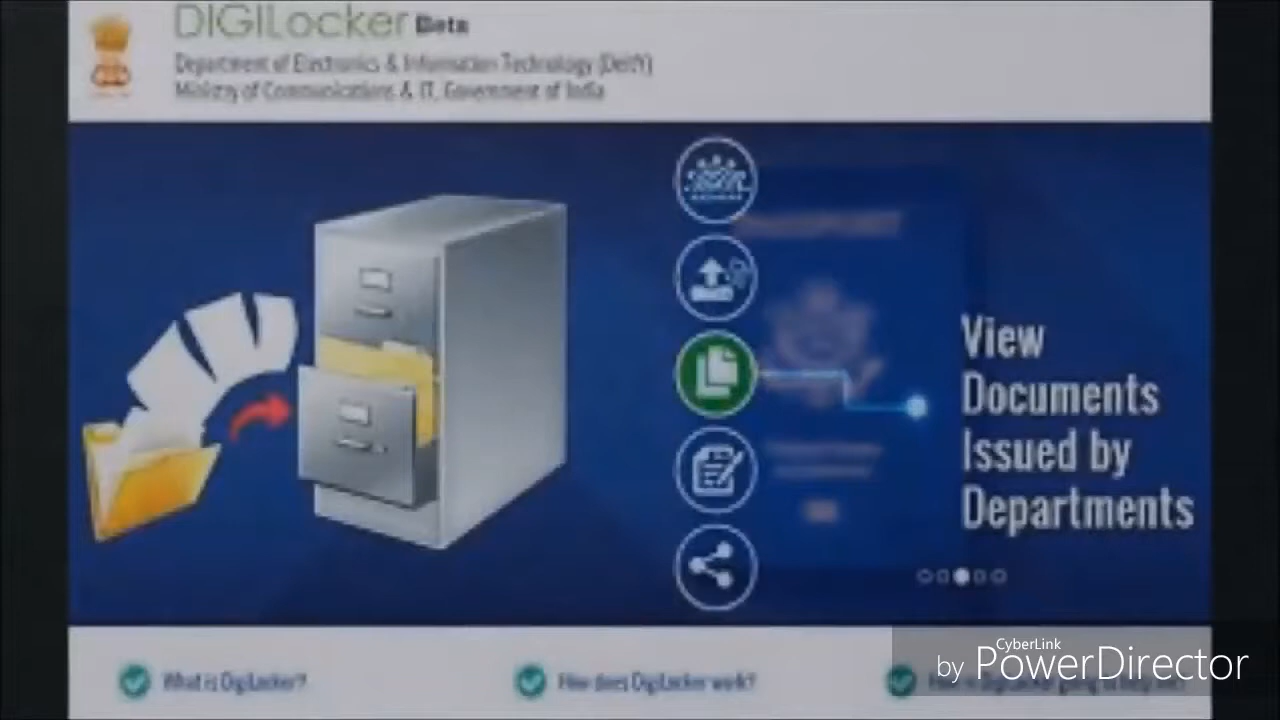 DIGILocker Beta
Department of Electronics & Information Technology (DeitY)
Ministry of Communications & IT, Government of India
View
Documents
Issued by
Departments
What is DigiLocker?
How does DigiLocker work?
CyberLink
by PowerDirector